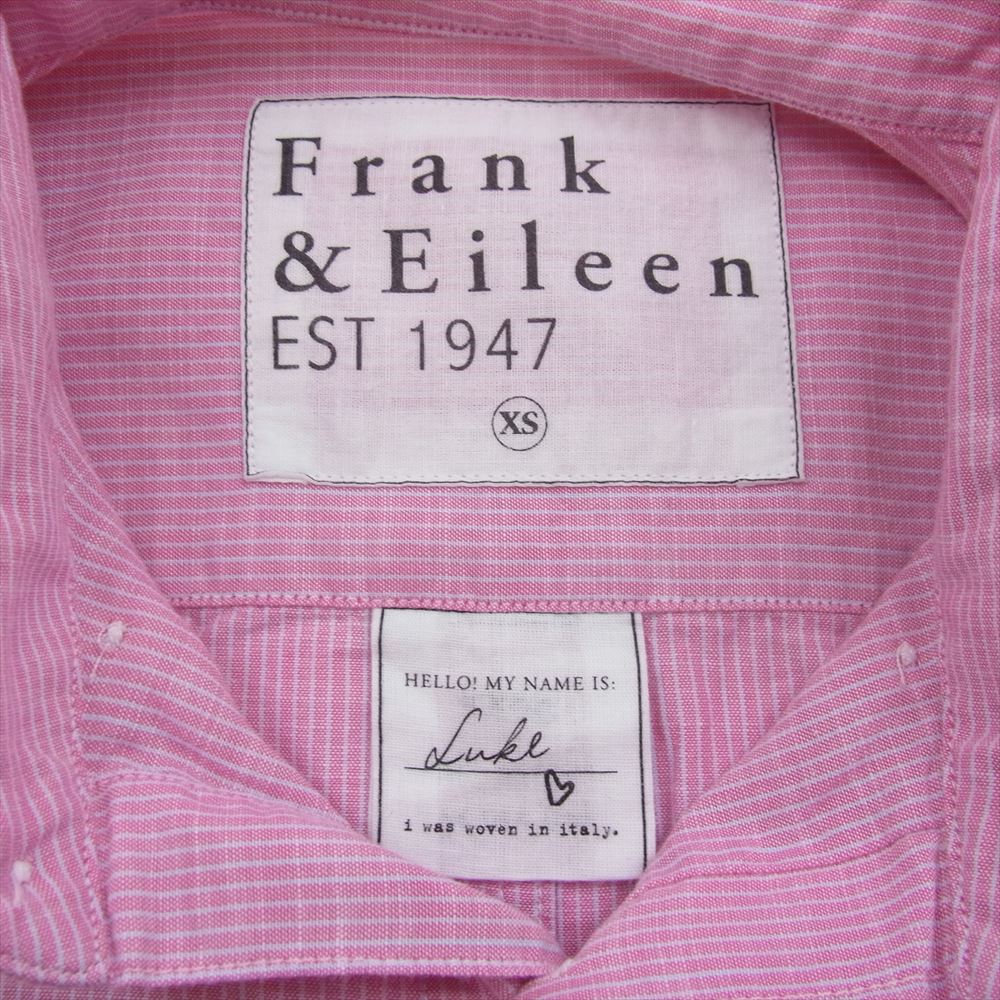 Frank
& Eileen
EST 1947
XS
HELLO! MY NAME IS:
Luke
i was woven in italy.